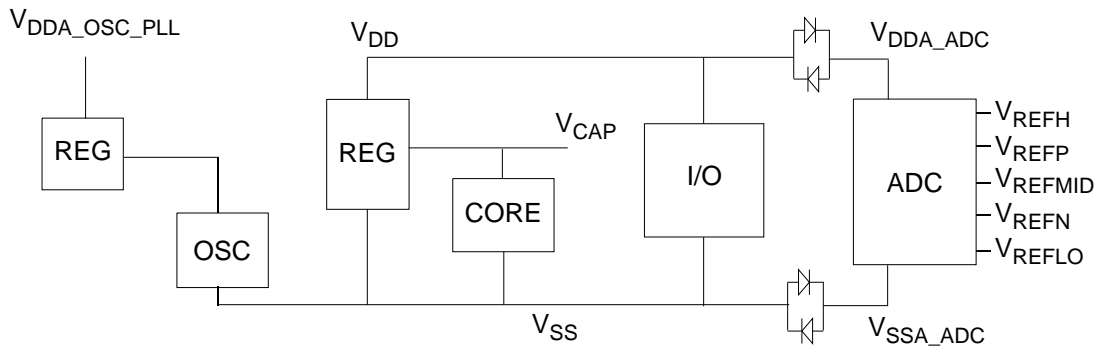 VDDA_OSC_PLL
VDD
VDDA_ADC
REG
REG
VCAP
CORE
I/O
ADC
VREFH
VREFP
VREFMID
VREFN
VREFLO
OSC
VSS
VSSA_ADC